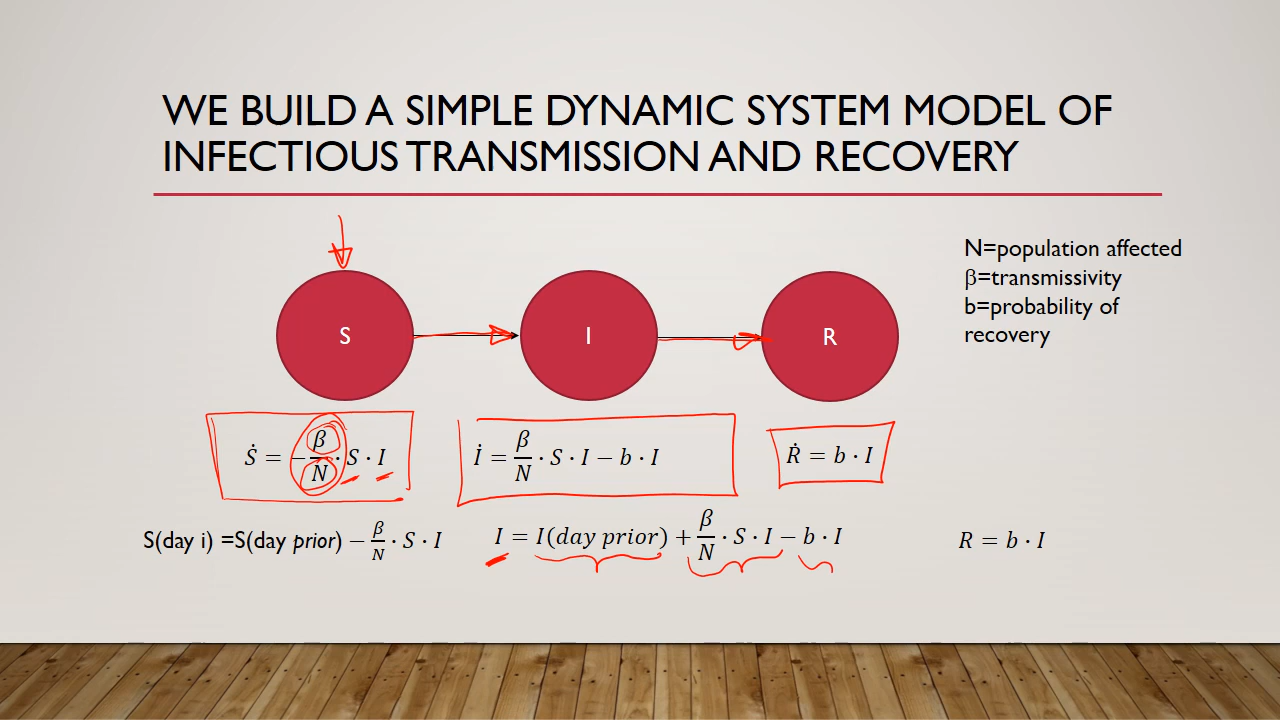 WE BUILD A SIMPLE DYNAMIC SYSTEM MODEL OF
INFECTIOUS TRANSMISSION AND RECOVERY
N=population affected
β=transmissivity
b=probability of
recovery
S
I
R
Ṡ = −β/N · S · I
İ = β/N · S · I − b · I
Ṙ = b · I
S(day i) =S(day prior) − β/N · S · I
I = I(day prior) + β/N · S · I − b · I
R = b · I